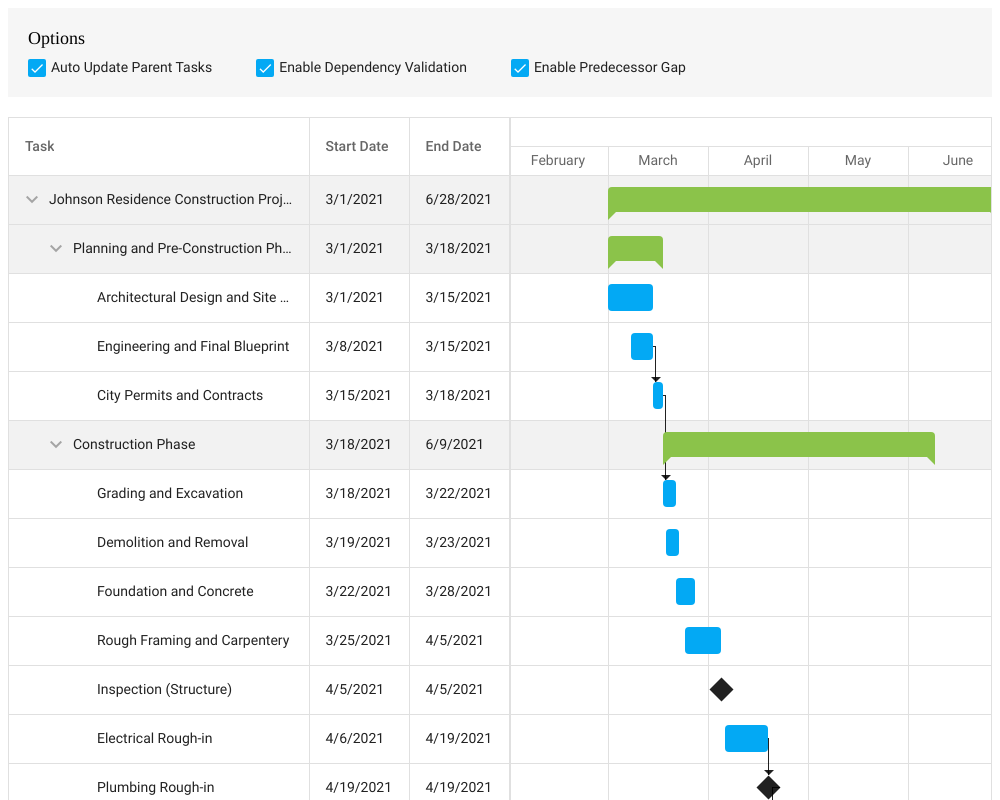 Options
Auto Update Parent Tasks Enable Dependency Validation Enable Predecessor Gap
Task Start Date End Date
February March April May June
Johnson Residence Construction Proj... 3/1/2021 6/28/2021
Planning and Pre-Construction Ph... 3/1/2021 3/18/2021
Architectural Design and Site ... 3/1/2021 3/15/2021
Engineering and Final Blueprint 3/8/2021 3/15/2021
City Permits and Contracts 3/15/2021 3/18/2021
Construction Phase 3/18/2021 6/9/2021
Grading and Excavation 3/18/2021 3/22/2021
Demolition and Removal 3/19/2021 3/23/2021
Foundation and Concrete 3/22/2021 3/28/2021
Rough Framing and Carpentery 3/25/2021 4/5/2021
Inspection (Structure) 4/5/2021 4/5/2021
Electrical Rough-in 4/6/2021 4/19/2021
Plumbing Rough-in 4/19/2021 4/19/2021